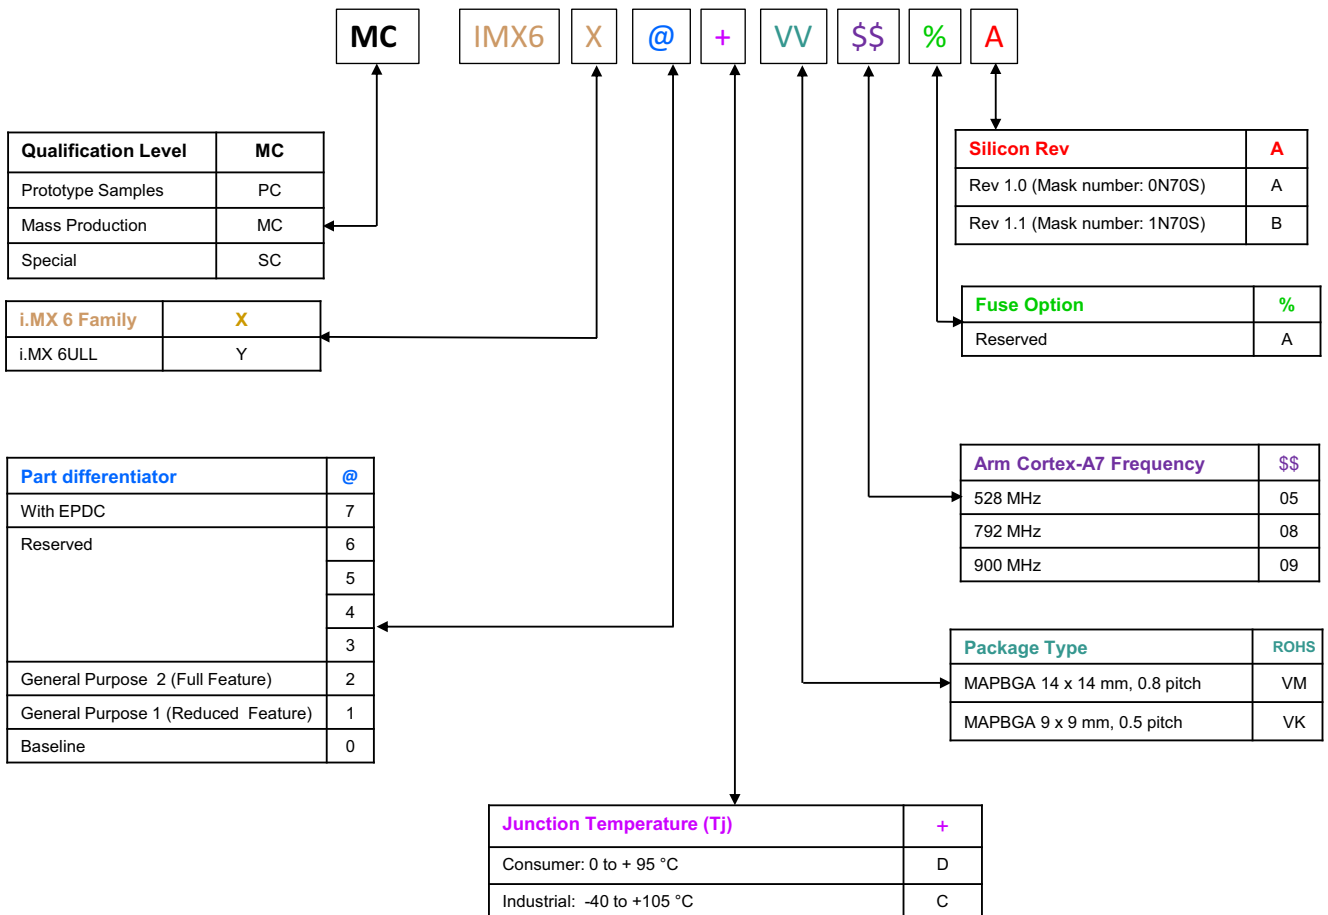 MC IMX6 X @ + VV $$ % A
Qualification Level MC
Prototype Samples PC
Mass Production MC
Special SC
Silicon Rev A
Rev 1.0 (Mask number: 0N70S) A
Rev 1.1 (Mask number: 1N70S) B
i.MX 6 Family X
i.MX 6ULL Y
Fuse Option %
Reserved A
Part differentiator @
With EPDC 7
Reserved 6
5
4
3
General Purpose 2 (Full Feature) 2
General Purpose 1 (Reduced Feature) 1
Baseline 0
Arm Cortex-A7 Frequency $$
528 MHz 05
792 MHz 08
900 MHz 09
Package Type ROHS
MAPBGA 14 x 14 mm, 0.8 pitch VM
MAPBGA 9 x 9 mm, 0.5 pitch VK
Junction Temperature (Tj) +
Consumer: 0 to + 95 °C D
Industrial: -40 to +105 °C C